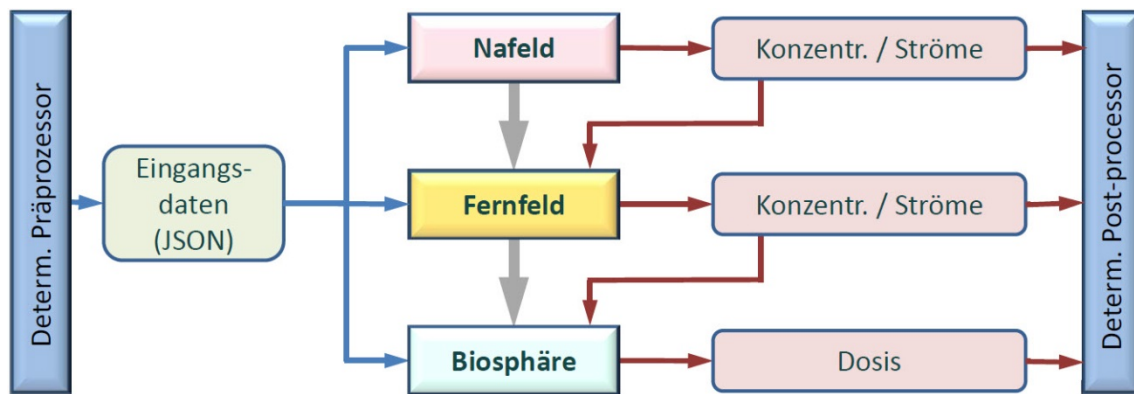 Determ. Präprozessor
Eingangs-
daten
(JSON)
Nafeld
Konzentr. / Ströme
Fernfeld
Konzentr. / Ströme
Biosphäre
Dosis
Determ. Post-processor